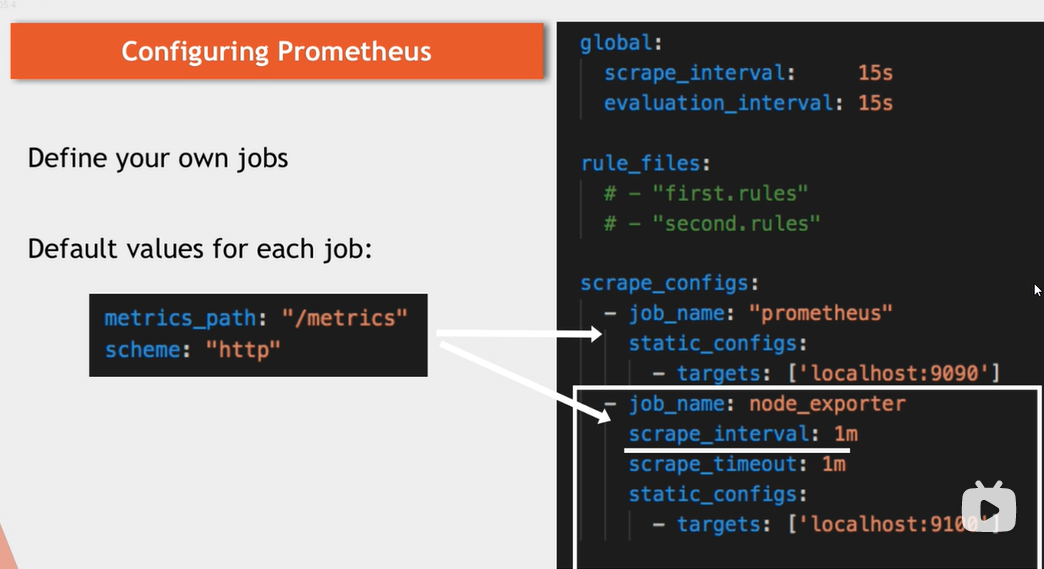 Configuring Prometheus
Define your own jobs
Default values for each job:
metrics_path: "/metrics"
scheme: "http"
global:
  scrape_interval:     15s
  evaluation_interval: 15s
rule_files:
  # - "first.rules"
  # - "second.rules"
scrape_configs:
  - job_name: "prometheus"
    static_configs:
      - targets: ['localhost:9090']
  - job_name: node_exporter
    scrape_interval: 1m
    scrape_timeout: 1m
    static_configs:
      - targets: ['localhost:9100']